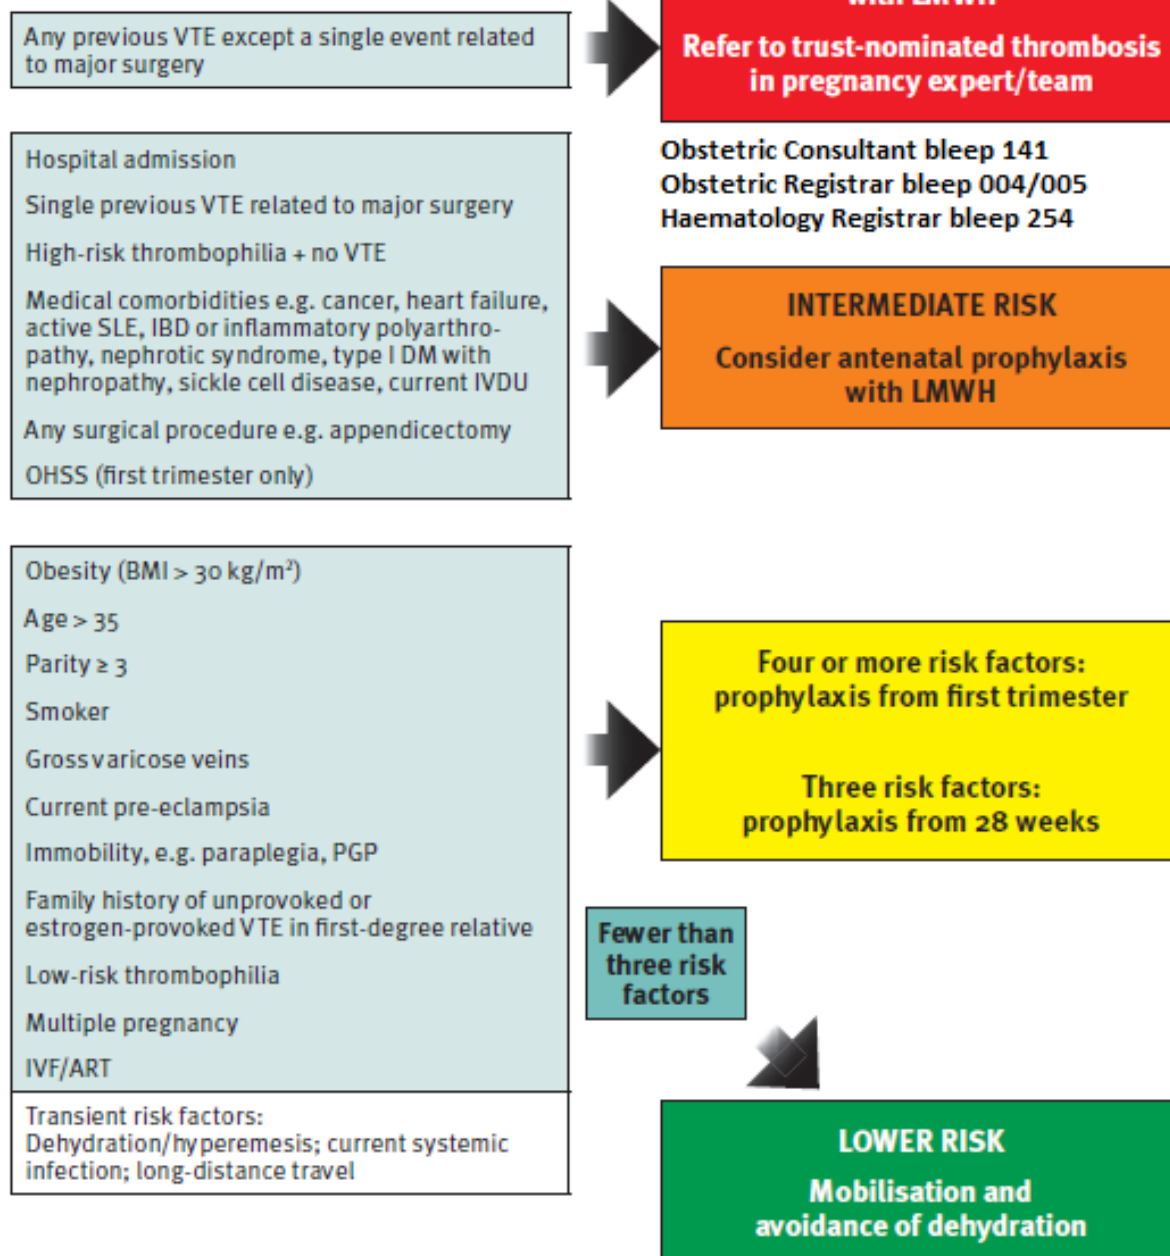 Any previous VTE except a single event related
to major surgery
with LMWH
Refer to trust-nominated thrombosis
in pregnancy expert/team
Obstetric Consultant bleep 141
Obstetric Registrar bleep 004/005
Haematology Registrar bleep 254
Hospital admission
Single previous VTE related to major surgery
High-risk thrombophilia + no VTE
Medical comorbidities e.g. cancer, heart failure,
active SLE, IBD or inflammatory polyarthro-
pathy, nephrotic syndrome, type I DM with
nephropathy, sickle cell disease, current IVDU
Any surgical procedure e.g. appendicectomy
OHSS (first trimester only)
INTERMEDIATE RISK
Consider antenatal prophylaxis
with LMWH
Obesity (BMI > 30 kg/m²)
Age > 35
Parity ≥ 3
Smoker
Gross varicose veins
Current pre-eclampsia
Immobility, e.g. paraplegia, PGP
Family history of unprovoked or
estrogen-provoked VTE in first-degree relative
Low-risk thrombophilia
Multiple pregnancy
IVF/ART
Transient risk factors:
Dehydration/hyperemesis; current systemic
infection; long-distance travel
Four or more risk factors:
prophylaxis from first trimester
Three risk factors:
prophylaxis from 28 weeks
Fewer than
three risk
factors
LOWER RISK
Mobilisation and
avoidance of dehydration